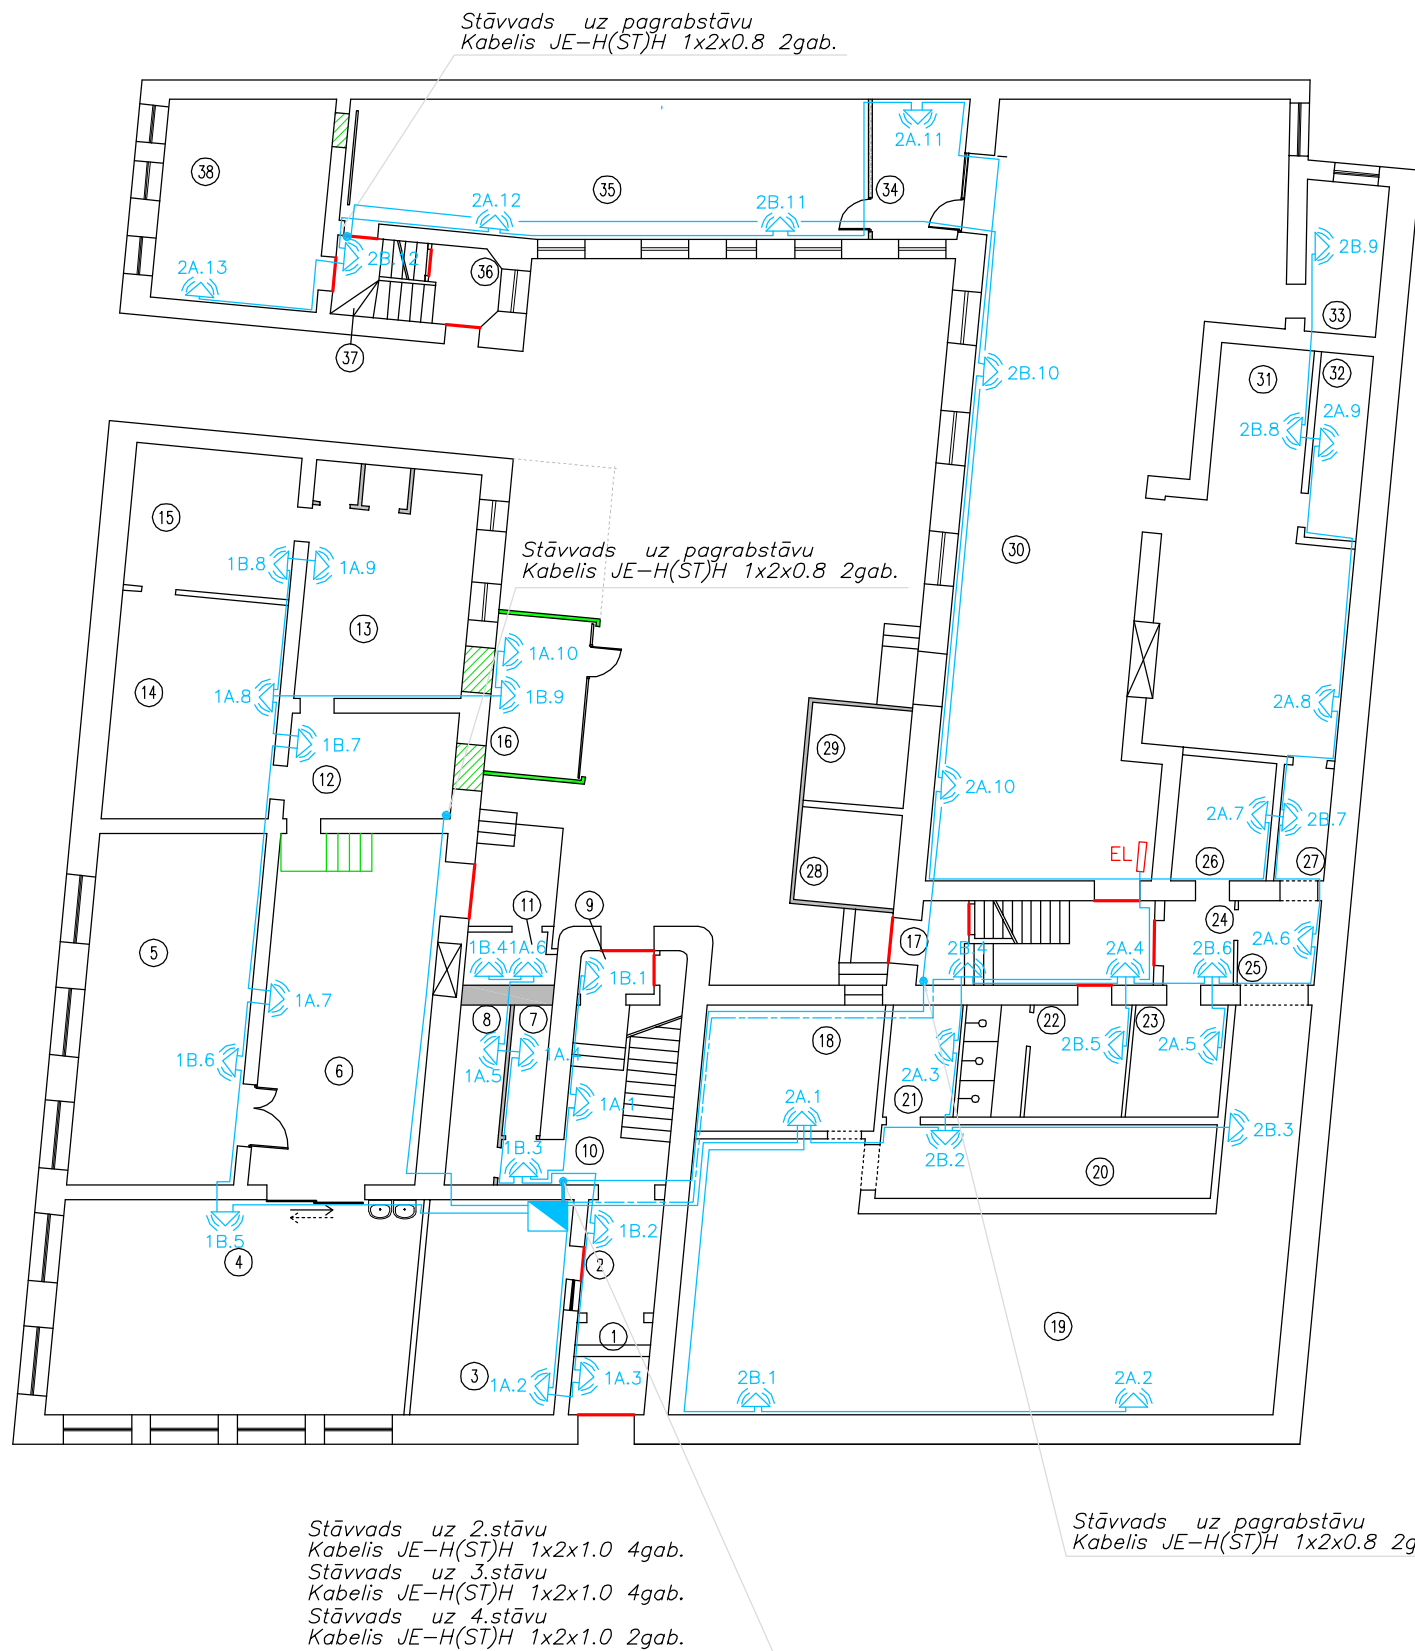 Stāvvads uz pagrabstāvu
Kabelis JE-H(ST)H 1x2x0.8 2gab.
2A.11
38
35
34
2A.12
2B.11
2B.12
36
2A.13
37
2B.9
33
2B.10
31
32
2A.9
2B.8
15
1B.8
1A.9
Stāvvads uz pagrabstāvu
Kabelis JE-H(ST)H 1x2x0.8 2gab.
30
13
1A.10
14
1A.8
1B.9
2A.8
1B.7
16
29
12
2A.10
2A.7
2B.7
EL
28
26
27
5
11
9
17
24
1B.4
1A.6
1B.1
2B.4
2A.4
2B.6
2A.6
25
1A.7
8
7
22
23
18
1A.4
1B.6
6
1A.5
2A.3
2B.5
2A.5
1A.1
21
2A.1
2B.3
10
1B.3
2B.2
20
1B.5
1B.2
4
2
1
19
3
1A.2
1A.3
2B.1
2A.2
Stāvvads uz 2.stāvu
Kabelis JE-H(ST)H 1x2x1.0 4gab.
Stāvvads uz 3.stāvu
Kabelis JE-H(ST)H 1x2x1.0 4gab.
Stāvvads uz 4.stāvu
Kabelis JE-H(ST)H 1x2x1.0 2gab.
Stāvvads uz pagrabstāvu
Kabelis JE-H(ST)H 1x2x0.8 2g